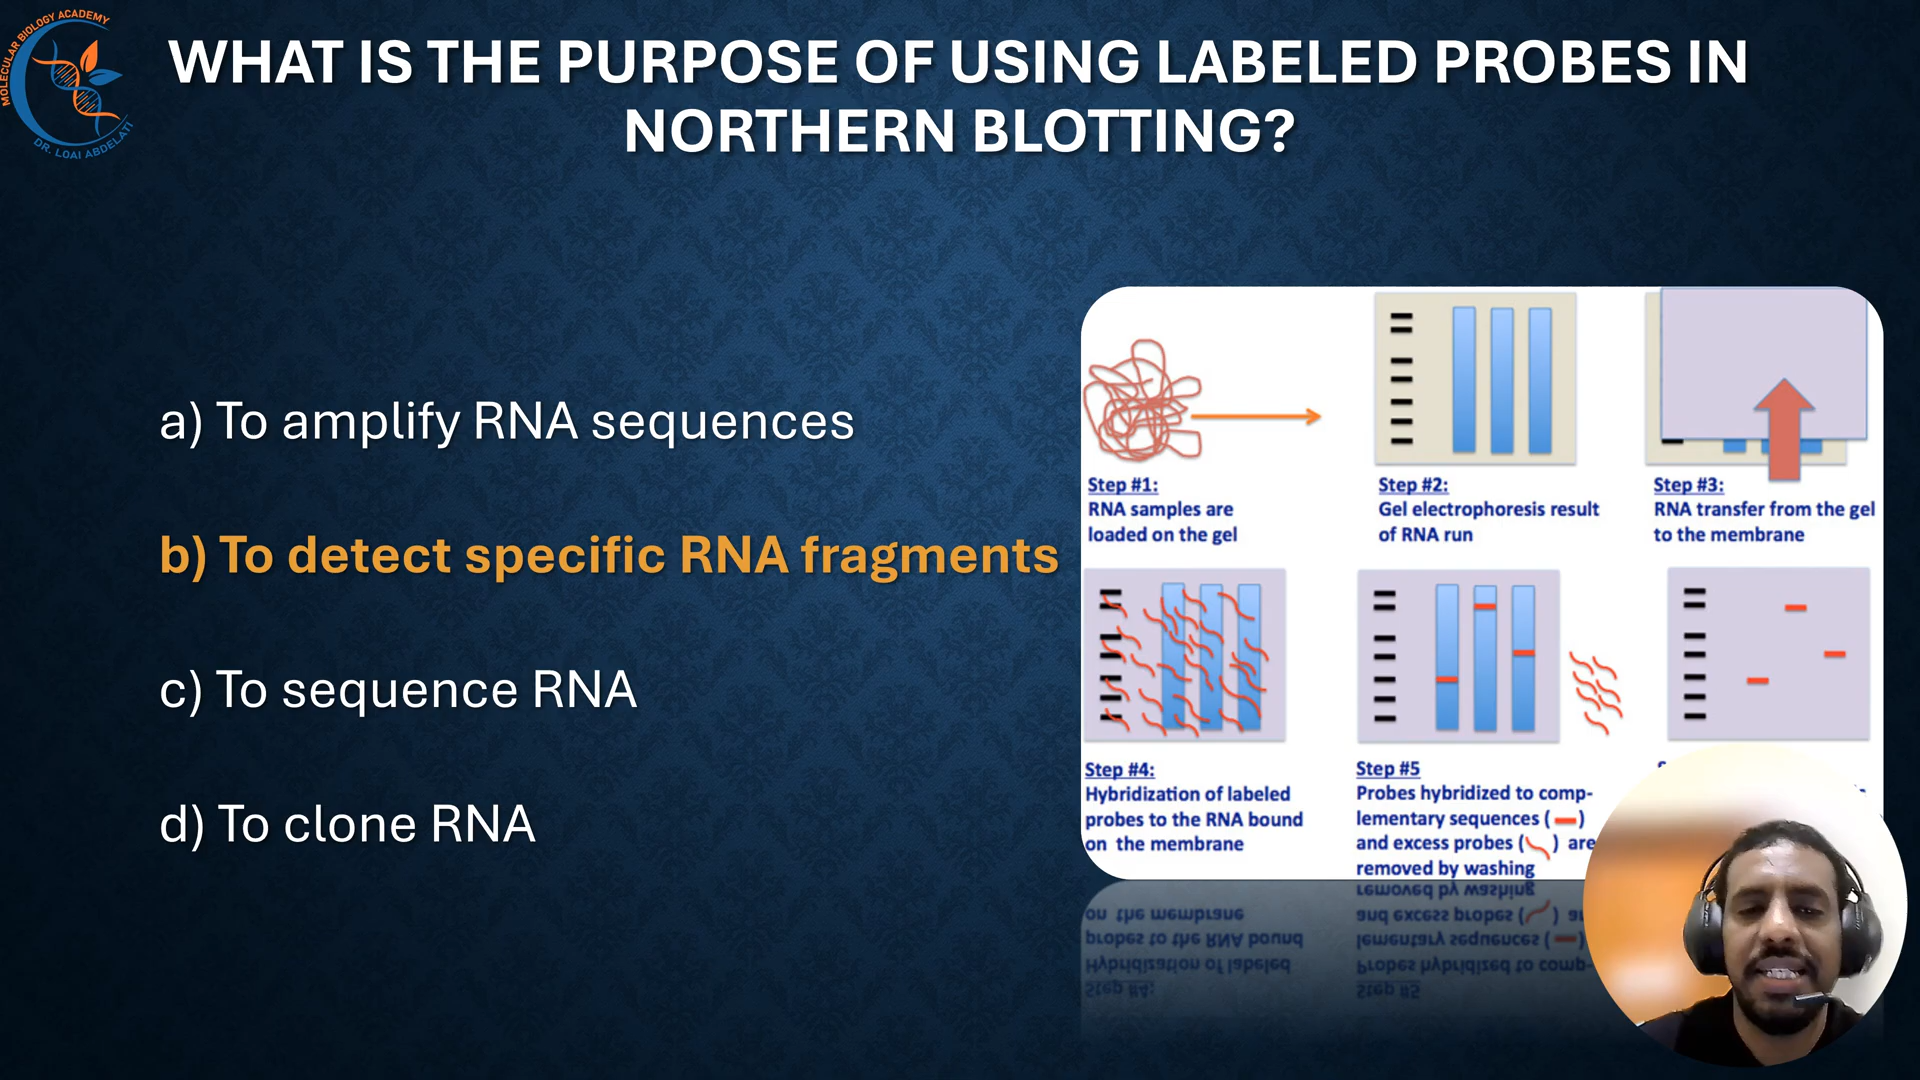 MOLECULAR BIOLOGY ACADEMY
DR. LOAI ABDELATI
WHAT IS THE PURPOSE OF USING LABELED PROBES IN
NORTHERN BLOTTING?
a) To amplify RNA sequences
b) To detect specific RNA fragments
c) To sequence RNA
d) To clone RNA
Step #1:
RNA samples are
loaded on the gel
Step #2:
Gel electrophoresis result
of RNA run
Step #3:
RNA transfer from the gel
to the membrane
Step #4:
Hybridization of labeled
probes to the RNA bound
on the membrane
Step #5
Probes hybridized to comp-
lementary sequences ( )
and excess probes ( ) are
removed by washing